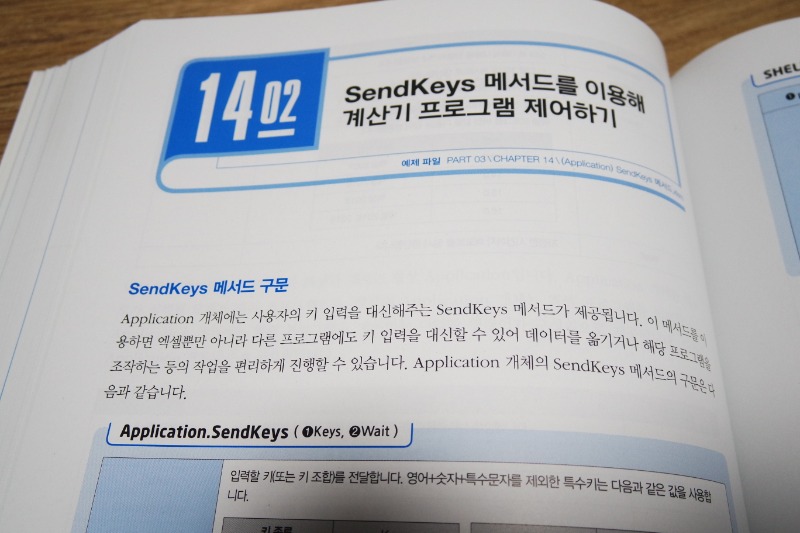 14 02
SendKeys 메서드를 이용해
계산기 프로그램 제어하기
예제 파일 PART 03 \ CHAPTER 14 \ (Application) SendKeys
SendKeys 메서드 구문
Application 개체에는 사용자의 키 입력을 대신해주는 SendKeys 메서드가 제공됩니다. 이 메서드를 이
용하면 엑셀뿐만 아니라 다른 프로그램에도 키 입력을 대신할 수 있어 데이터를 옮기거나 해당 프로그램을
조작하는 등의 작업을 편리하게 진행할 수 있습니다. Application 개체의 SendKeys 메서드의 구문은 다
음과 같습니다.
Application.SendKeys ( ❶Keys, ❷Wait )
입력할 키(또는 키 조합)를 전달합니다. 영어+숫자+특수문자를 제외한 특수키는 다음과 같은 값을 사용합
니다.
키 종류
SHEL